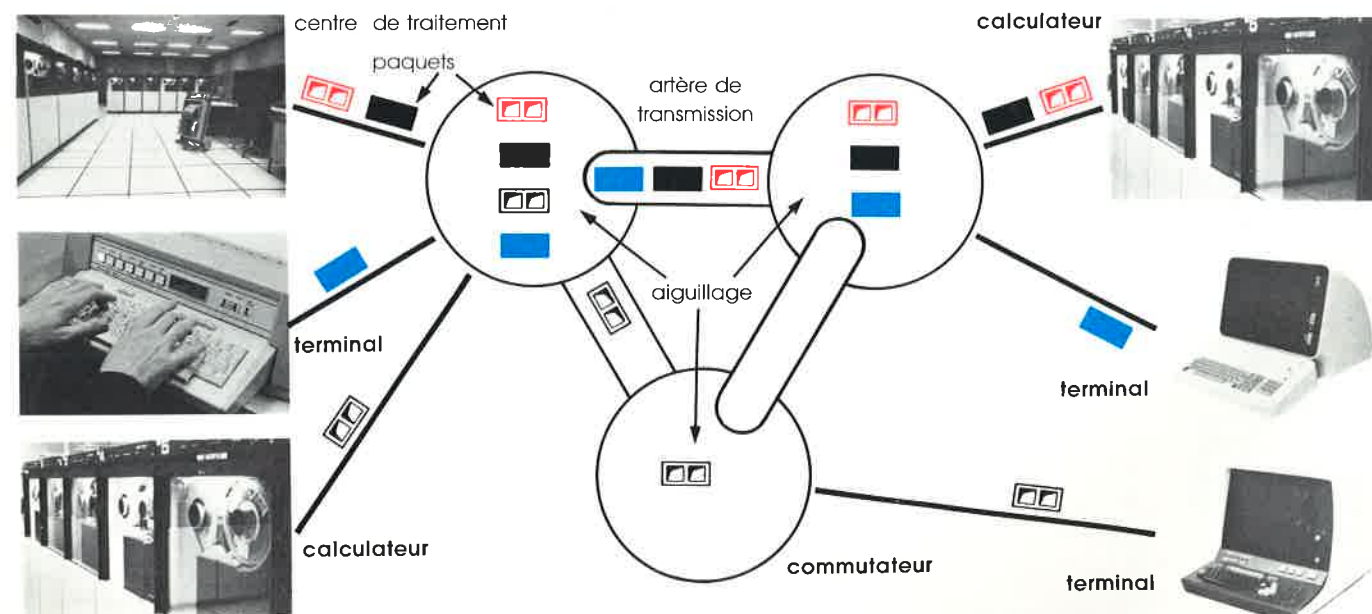 centre de traitement
paquets
artère de
transmission
calculateur
aiguillage
terminal
terminal
calculateur
commutateur
terminal